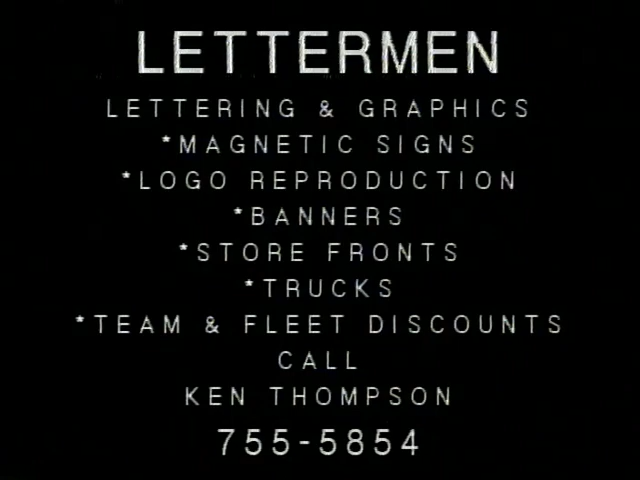 LETTERMEN
LETTERING & GRAPHICS
*MAGNETIC SIGNS
*LOGO REPRODUCTION
*BANNERS
*STORE FRONTS
*TRUCKS
*TEAM & FLEET DISCOUNTS
CALL
KEN THOMPSON
755-5854